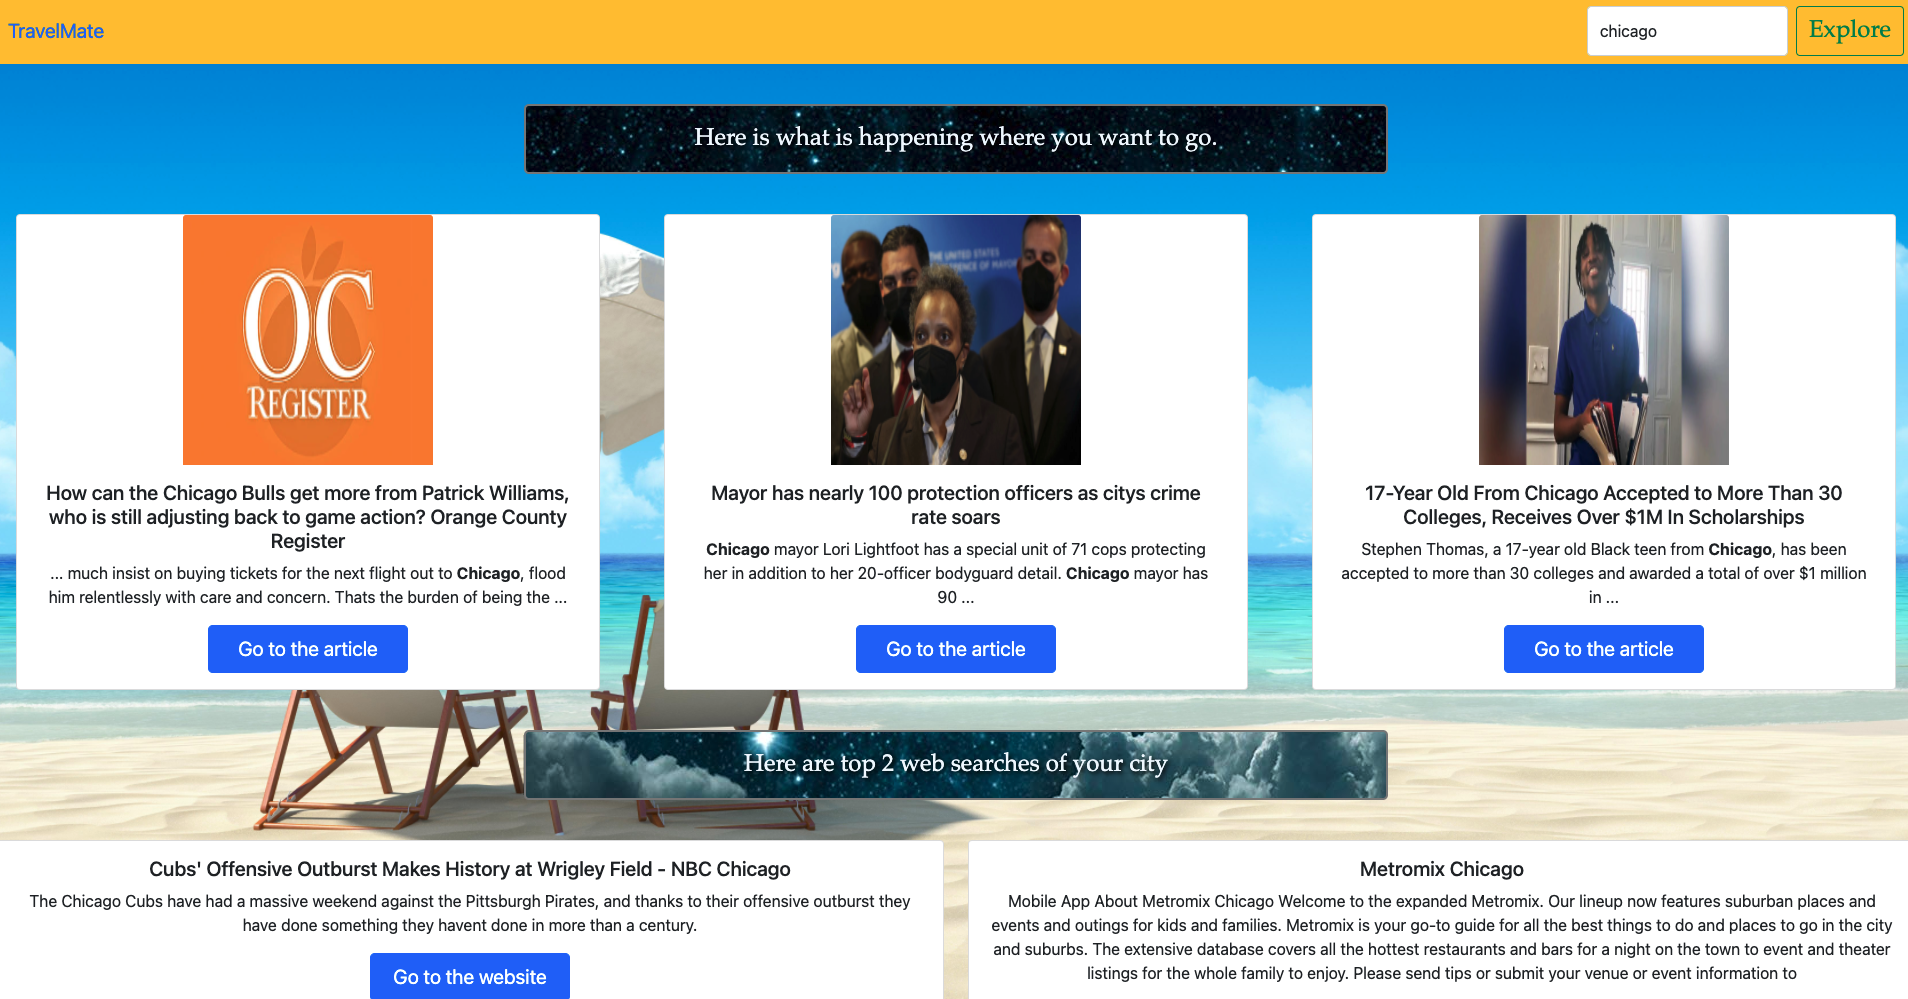 TravelMate
chicago
Explore
Here is what is happening where you want to go.
OC
REGISTER
THE UNITED STATES
How can the Chicago Bulls get more from Patrick Williams,
who is still adjusting back to game action? Orange County
Register
... much insist on buying tickets for the next flight out to Chicago, flood
him relentlessly with care and concern. Thats the burden of being the ...
Go to the article
Mayor has nearly 100 protection officers as citys crime
rate soars
Chicago mayor Lori Lightfoot has a special unit of 71 cops protecting
her in addition to her 20-officer bodyguard detail. Chicago mayor has
90 ...
Go to the article
17-Year Old From Chicago Accepted to More Than 30
Colleges, Receives Over $1M In Scholarships
Stephen Thomas, a 17-year old Black teen from Chicago, has been
accepted to more than 30 colleges and awarded a total of over $1 million
in ...
Go to the article
Here are top 2 web searches of your city
Cubs' Offensive Outburst Makes History at Wrigley Field - NBC Chicago
The Chicago Cubs have had a massive weekend against the Pittsburgh Pirates, and thanks to their offensive outburst they
have done something they havent done in more than a century.
Go to the website
Metromix Chicago
Mobile App About Metromix Chicago Welcome to the expanded Metromix. Our lineup now features suburban places and
events and outings for kids and families. Metromix is your go-to guide for all the best things to do and places to go in the city
and suburbs. The extensive database covers all the hottest restaurants and bars for a night on the town to event and theater
listings for the whole family to enjoy. Please send tips or submit your venue or event information to